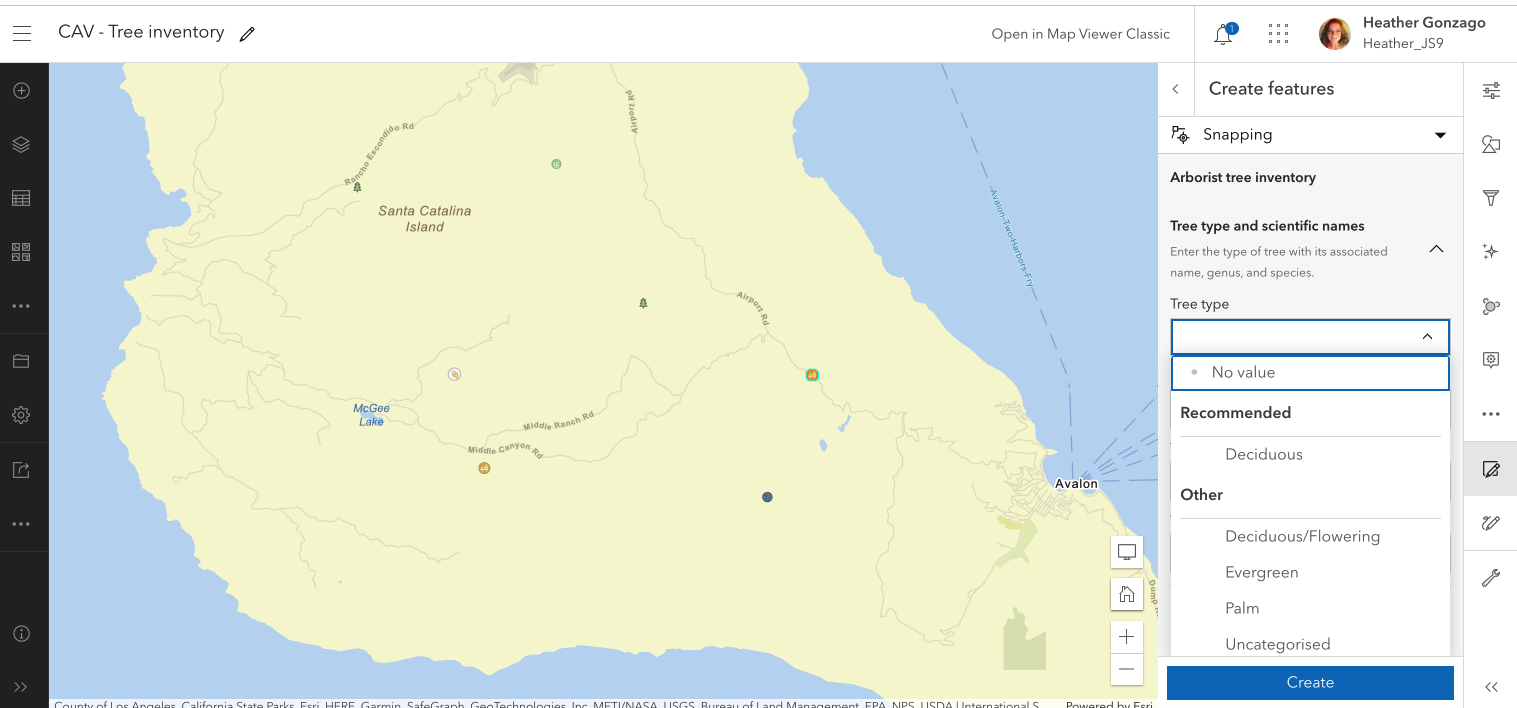 CAV - Tree inventory
Open in Map Viewer Classic
1
Heather Gonzago
Heather_JS9
Create features
Snapping
Arborist tree inventory
Tree type and scientific names
Enter the type of tree with its associated
name, genus, and species.
Tree type
No value
Recommended
Deciduous
Other
Deciduous/Flowering
Evergreen
Palm
Uncategorised
Create
Airport Rd
Rancho Escondido Rd
Santa Catalina
Island
Avalon-Two-Harbors-Fry
Airport Rd
McGee
Lake
Middle Ranch Rd
Middle Canyon Rd
Avalon
Dump
County of Los Angeles, California State Parks, Esri, HERE, Garmin, SafeGraph, GeoTechnologies, Inc, METI/NASA, USGS, Bureau of Land Management, EPA, NPS, USDA | International S...
Powered by Esri